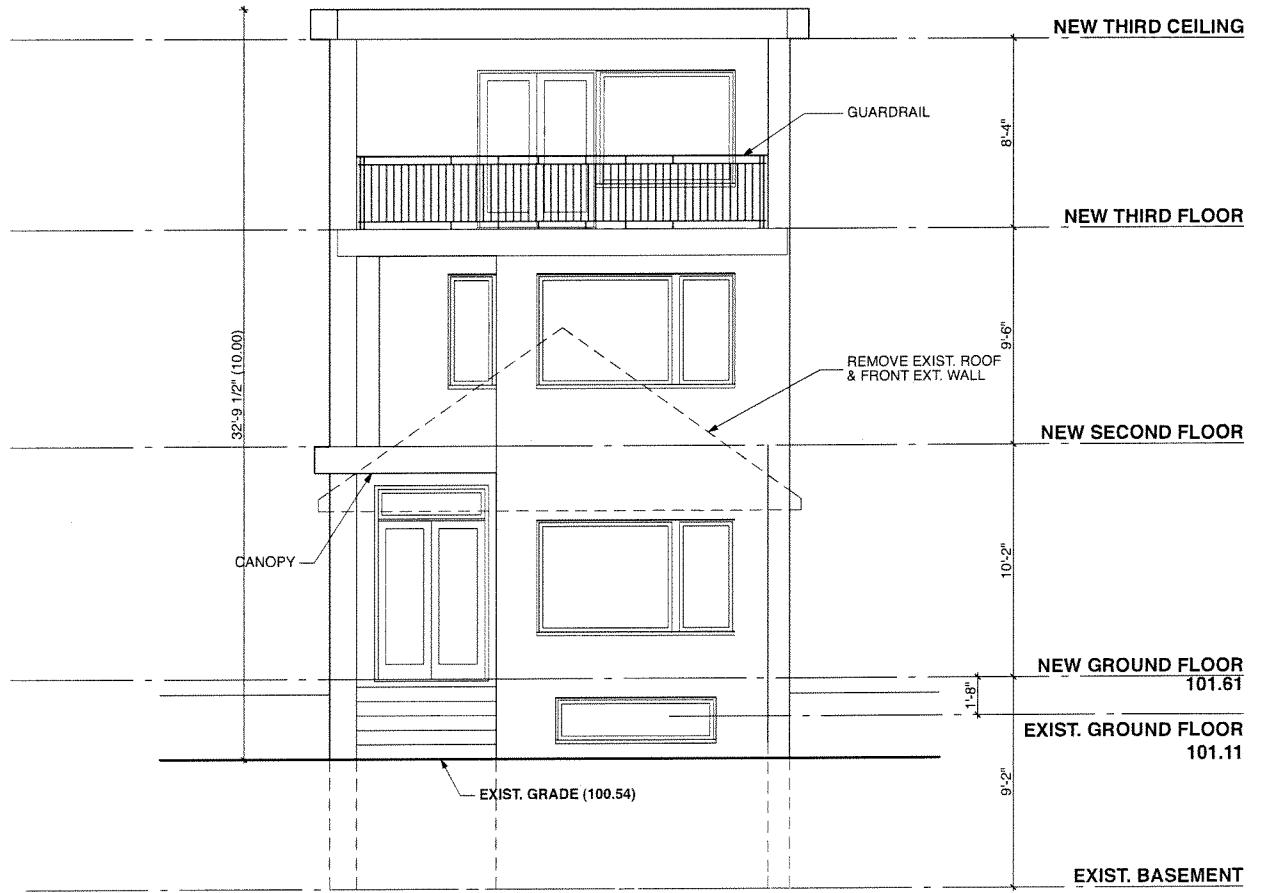 NEW THIRD CEILING
GUARDRAIL
8'-4"
NEW THIRD FLOOR
32'-9 1/2" (10.00)
9'-6"
REMOVE EXIST. ROOF
& FRONT EXT. WALL
NEW SECOND FLOOR
CANOPY
10'-2"
NEW GROUND FLOOR
101.61
1'-8"
EXIST. GROUND FLOOR
101.11
9'-2"
EXIST. GRADE (100.54)
EXIST. BASEMENT